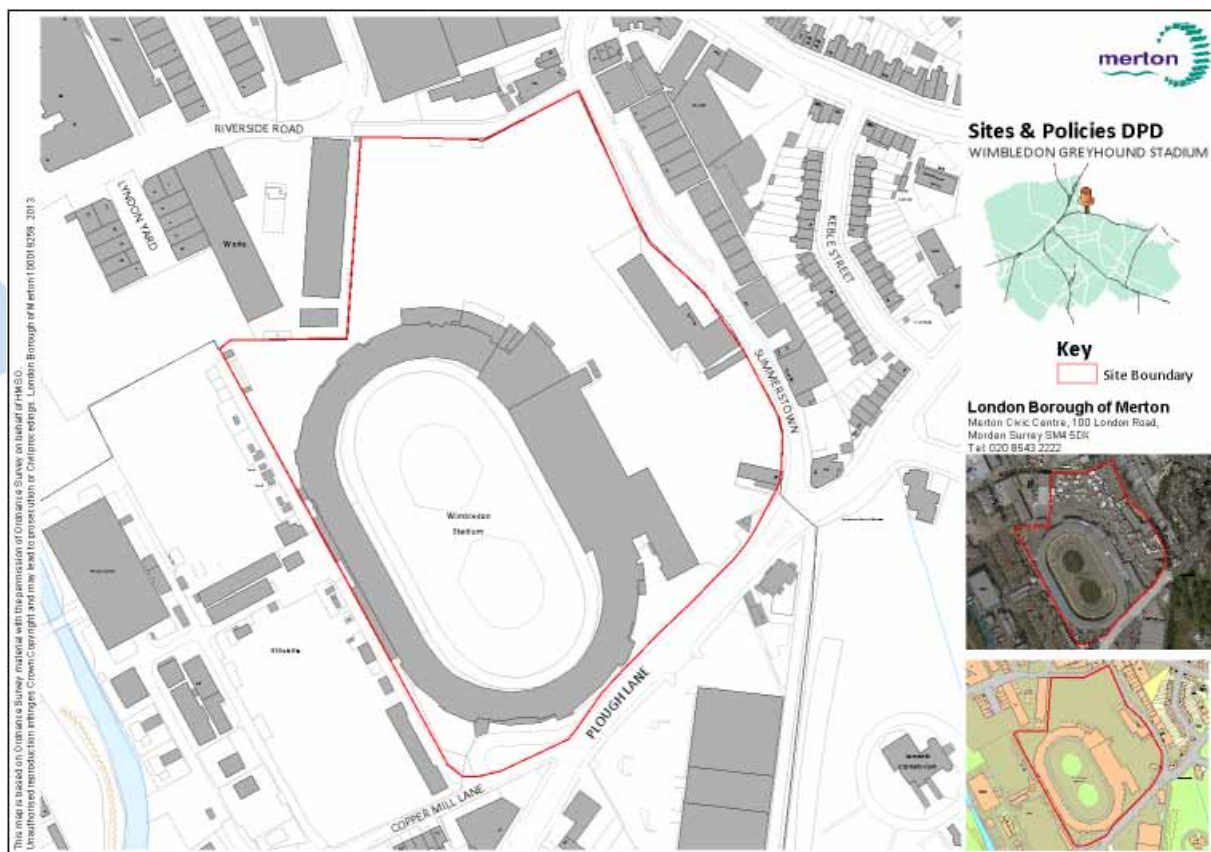 merton
Sites & Policies DPD
WIMBLEDON GREYHOUND STADIUM
Key
Site Boundary
London Borough of Merton
Merton Civic Centre, 100 London Road,
Morden Surrey SM4 5DX
Tel: 020 8543 2222
RIVERSIDE ROAD
LYNDON YARD
Works
KEBLE STREET
SUMMERSTOWN
Wimbledon
Stadium
PLOUGH LANE
COPPER MILL LANE
This map is based on Ordnance Survey material with the permission of Ordnance Survey on behalf of HMSO.
Unauthorised reproduction infringes Crown Copyright and may lead to prosecution or Civil proceedings. London Borough of Merton 100019259. 2013